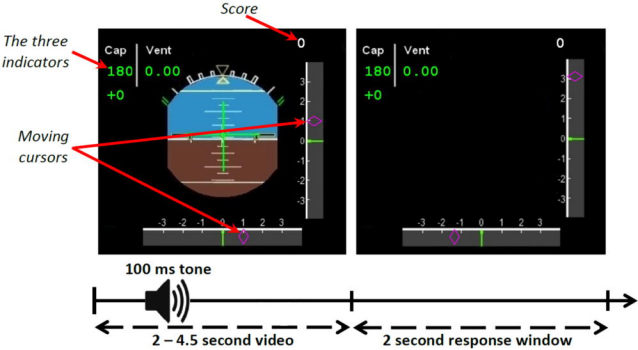 Score
The three
indicators
Moving
cursors
0
Cap Vent
180 0.00
+0
3
2
1
0
-1
-2
-3
-3 -2 -1 0 1 2 3
0
Cap Vent
180 0.00
+0
3
2
1
0
-1
-2
-3
-3 -2 -1 0 1 2 3
100 ms tone
2 – 4.5 second video
2 second response window